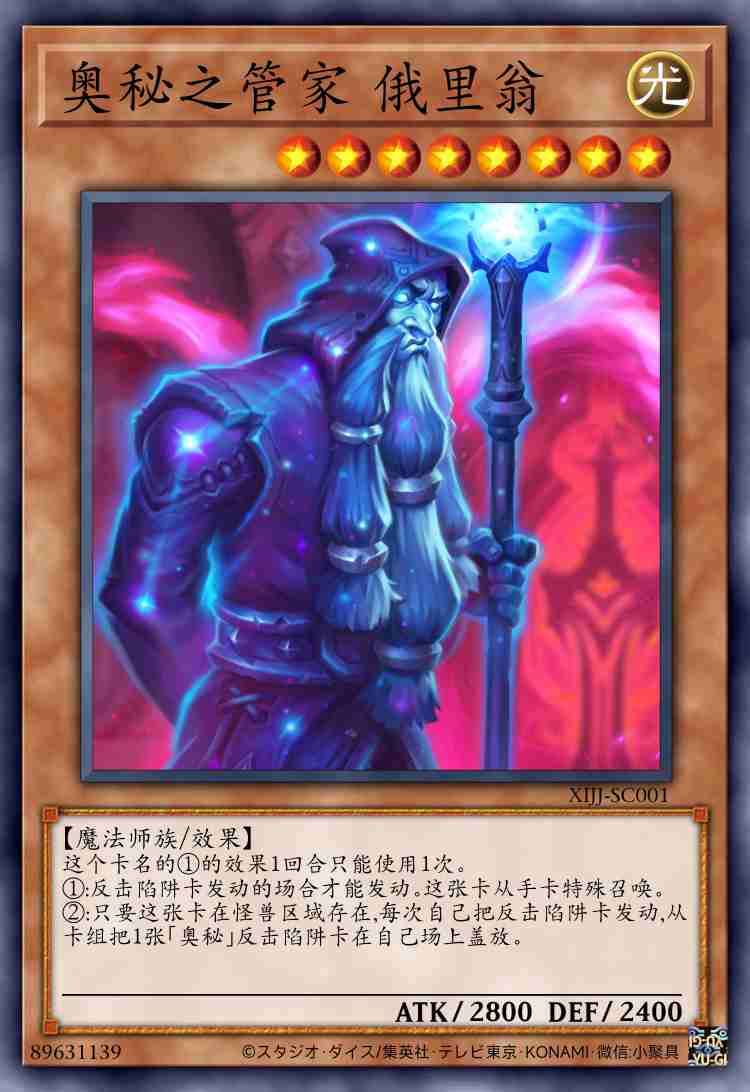 奥秘之管家 俄里翁
光
XIJJ-SC001
【魔法师族/效果】
这个卡名的①的效果1回合只能使用1次。
①:反击陷阱卡发动的场合才能发动。这张卡从手卡特殊召唤。
②:只要这张卡在怪兽区域存在,每次自己把反击陷阱卡发动,从
卡组把1张「奥秘」反击陷阱卡在自己场上盖放。
ATK/2800 DEF/2400
89631139
©スタジオ·ダイス/集英社·テレビ東京·KONAMI·微信:小聚具